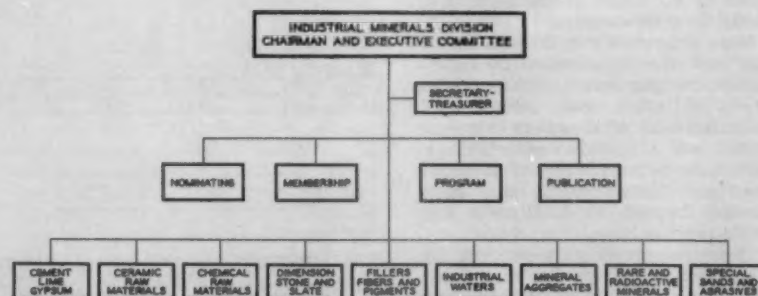 INDUSTRIAL MINERALS DIVISION
CHAIRMAN AND EXECUTIVE COMMITTEE
SECRETARY-
TREASURER
NOMINATING
MEMBERSHIP
PROGRAM
PUBLICATION
CEMENT
LIME
GYPSUM
CERAMIC
RAW
MATERIALS
CHEMICAL
RAW
MATERIALS
DIMENSION
STONE AND
SLATE
FILLERS
FIBERS AND
PIGMENTS
INDUSTRIAL
WATERS
MINERAL
AGGREGATES
RARE AND
RADIOACTIVE
MINERALS
SPECIAL
SANDS AND
ABRASIVES